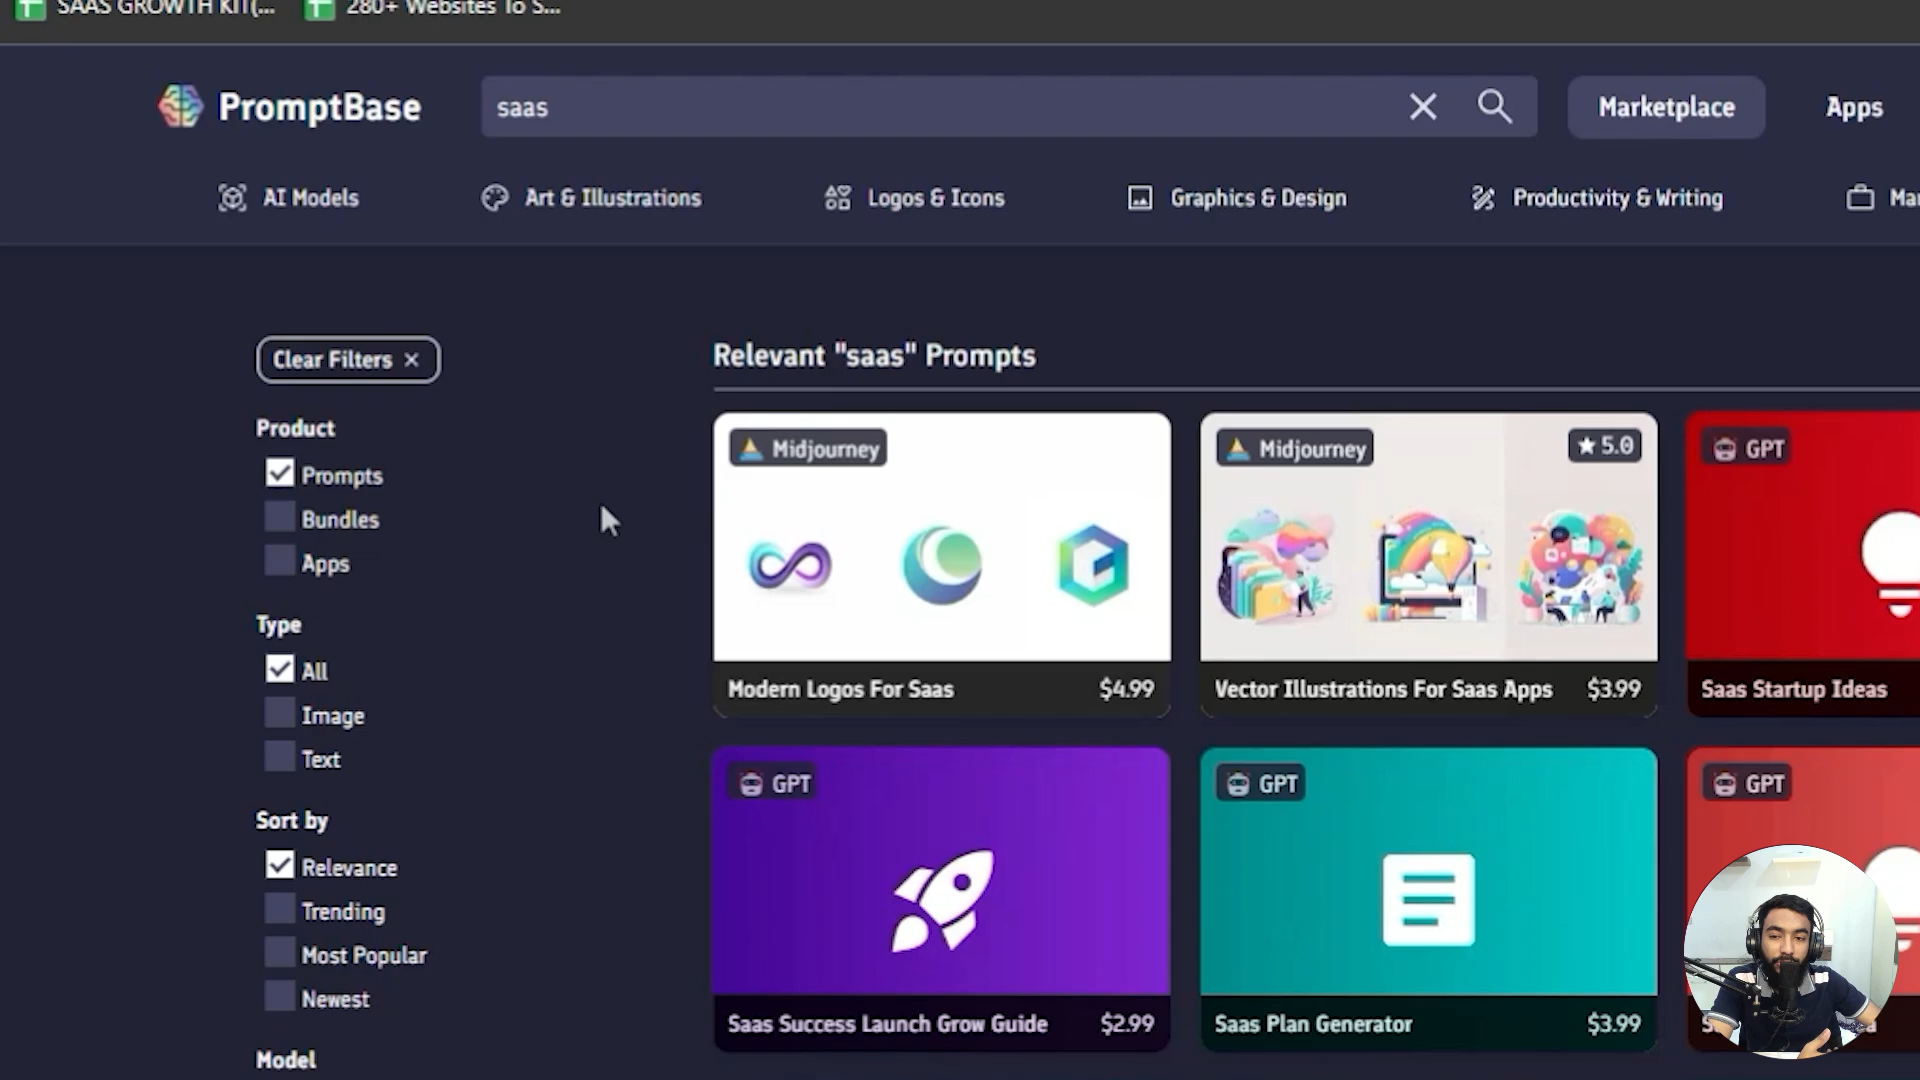 SAAS GROWTH KIT(...
280+ Websites To S...
PromptBase
saas
Marketplace
Apps
AI Models
Art & Illustrations
Logos & Icons
Graphics & Design
Productivity & Writing
Clear Filters ×
Relevant "saas" Prompts
Product
Prompts
Bundles
Apps
Type
All
Image
Text
Sort by
Relevance
Trending
Most Popular
Newest
Model
Midjourney
Modern Logos For Saas $4.99
Midjourney
★ 5.0
Vector Illustrations For Saas Apps $3.99
GPT
Saas Startup Ideas
GPT
Saas Success Launch Grow Guide $2.99
GPT
Saas Plan Generator $3.99
GPT